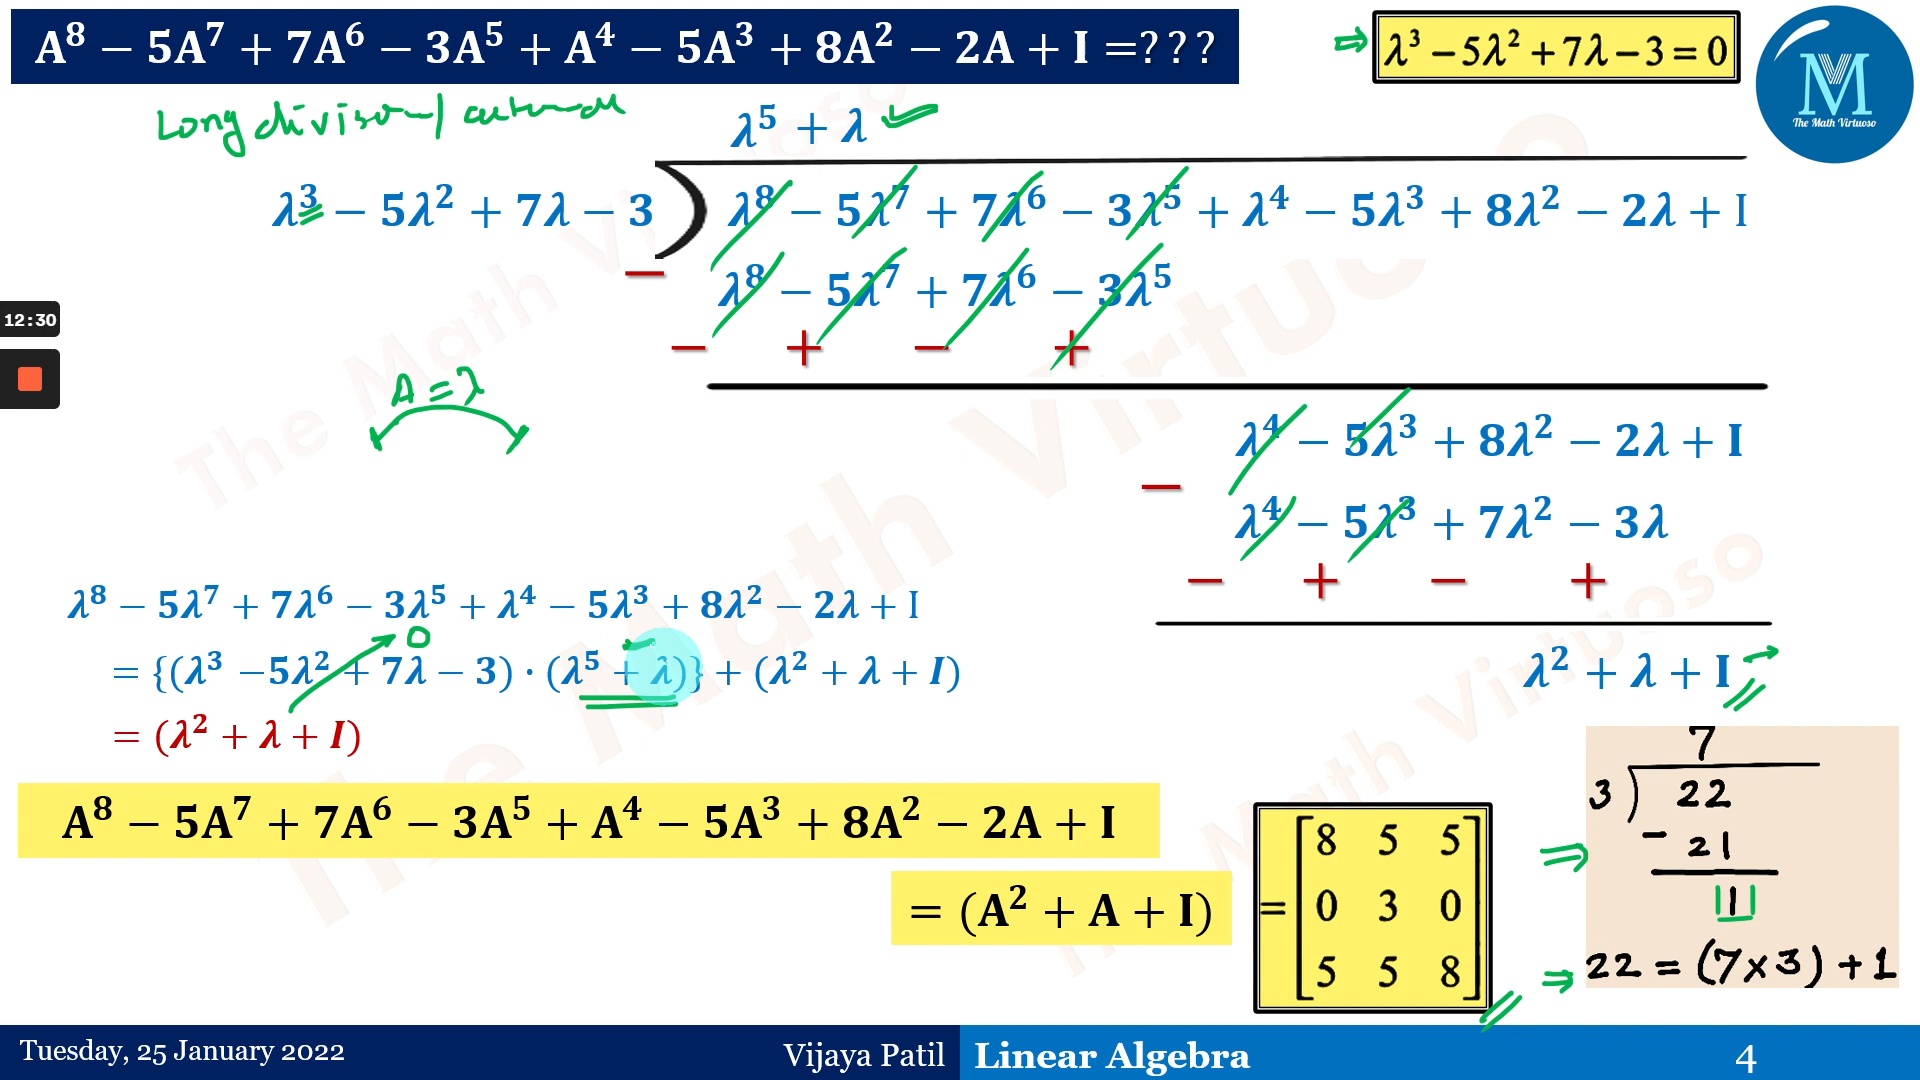 A⁸ − 5A⁷ + 7A⁶ − 3A⁵ + A⁴ − 5A³ + 8A² − 2A + I =???
⇒ λ³ − 5λ² + 7λ − 3 = 0
M
The Math Virtuoso
Long division/
λ⁵ + λ
λ³ − 5λ² + 7λ − 3 ) λ⁸ − 5λ⁷ + 7λ⁶ − 3λ⁵ + λ⁴ − 5λ³ + 8λ² − 2λ + I
− λ⁸ − 5λ⁷ + 7λ⁶ − 3λ⁵
− + − +
12:30
A = λ
λ⁴ − 5λ³ + 8λ² − 2λ + I
− λ⁴ − 5λ³ + 7λ² − 3λ
− + − +
λ² + λ + I
λ⁸ − 5λ⁷ + 7λ⁶ − 3λ⁵ + λ⁴ − 5λ³ + 8λ² − 2λ + I
0
= {(λ³ −5λ² + 7λ − 3) · (λ⁵ + λ)} + (λ² + λ + I)
= (λ² + λ + I)
A⁸ − 5A⁷ + 7A⁶ − 3A⁵ + A⁴ − 5A³ + 8A² − 2A + I
= (A² + A + I)
= [8 5 5
0 3 0
5 5 8]
7
3 ) 22
− 21
1
⇒ 22 = (7×3) + 1
The Math Virtuoso
Tuesday, 25 January 2022
Vijaya Patil
Linear Algebra
4